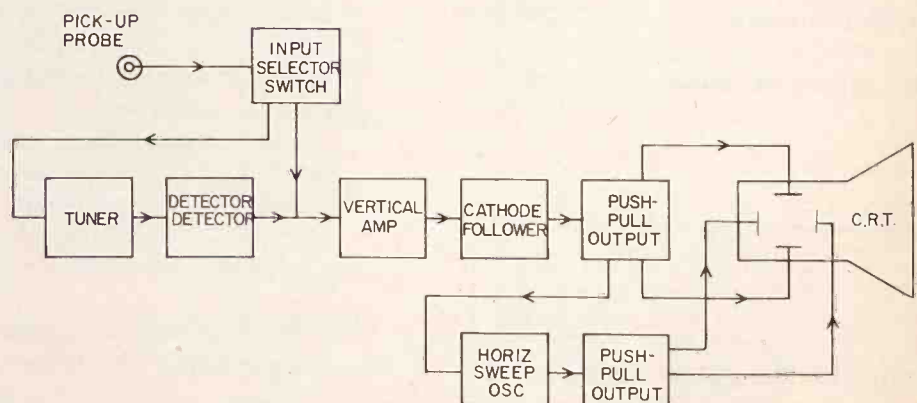 PICK-UP
PROBE
INPUT
SELECTOR
SWITCH
TUNER
DETECTOR
DETECTOR
VERTICAL
AMP
CATHODE
FOLLOWER
PUSH-
PULL
OUTPUT
C.R.T.
HORIZ
SWEEP
OSC
PUSH-
PULL
OUTPUT